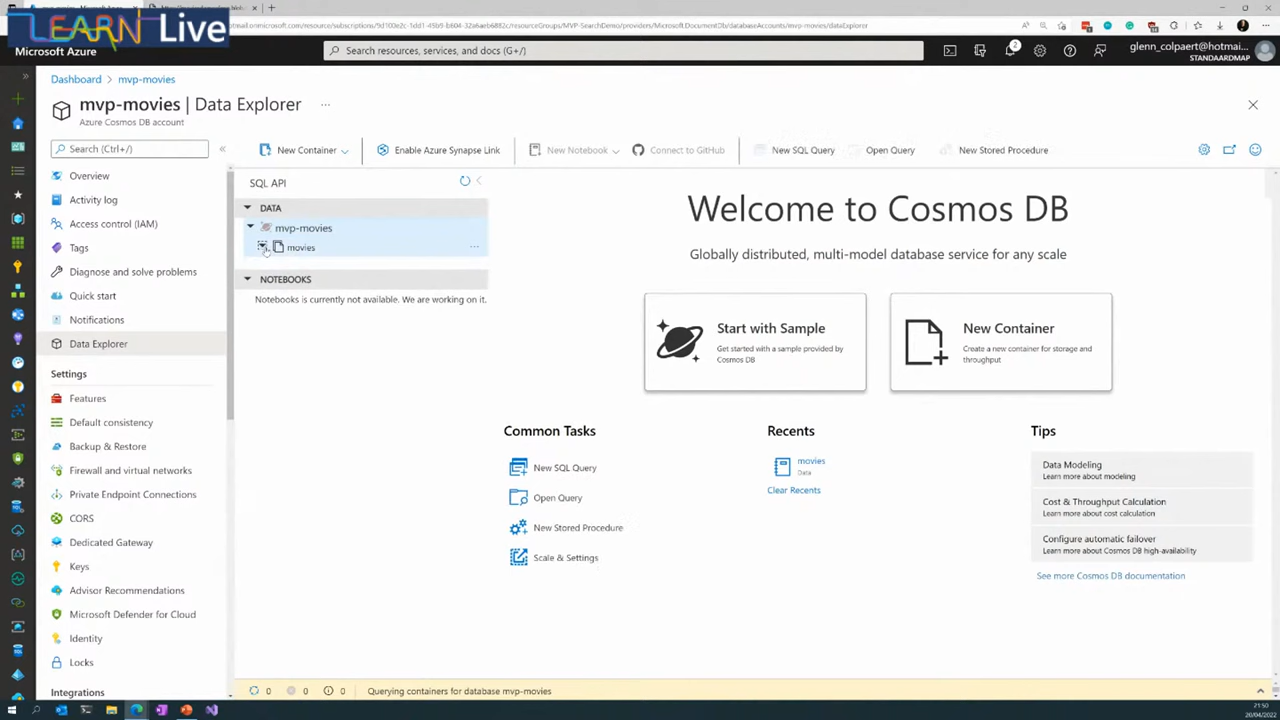 LEARN Live
Microsoft Azure
Search resources, services, and docs (G+/)
2
glenn_colpaert@hotmai...
STANDAARDMAP
Dashboard > mvp-movies
mvp-movies | Data Explorer ...
Azure Cosmos DB account
Search (Ctrl+/)
New Container
Enable Azure Synapse Link
New Notebook
Connect to GitHub
New SQL Query
Open Query
New Stored Procedure
Overview
Activity log
Access control (IAM)
Tags
Diagnose and solve problems
Quick start
Notifications
Data Explorer
Settings
Features
Default consistency
Backup & Restore
Firewall and virtual networks
Private Endpoint Connections
CORS
Dedicated Gateway
Keys
Advisor Recommendations
Microsoft Defender for Cloud
Identity
Locks
Integrations
SQL API
DATA
mvp-movies
movies
...
NOTEBOOKS
Notebooks is currently not available. We are working on it.
Welcome to Cosmos DB
Globally distributed, multi-model database service for any scale
Start with Sample
Get started with a sample provided by
Cosmos DB
New Container
Create a new container for storage and
throughput
Common Tasks
New SQL Query
Open Query
New Stored Procedure
Scale & Settings
Recents
movies
Data
Clear Recents
Tips
Data Modeling
Learn more about modeling
Cost & Throughput Calculation
Learn more about cost calculation
Configure automatic failover
Learn more about Cosmos DB high-availability
See more Cosmos DB documentation
0 0 0 Querying containers for database mvp-movies
21:50
20/04/2022